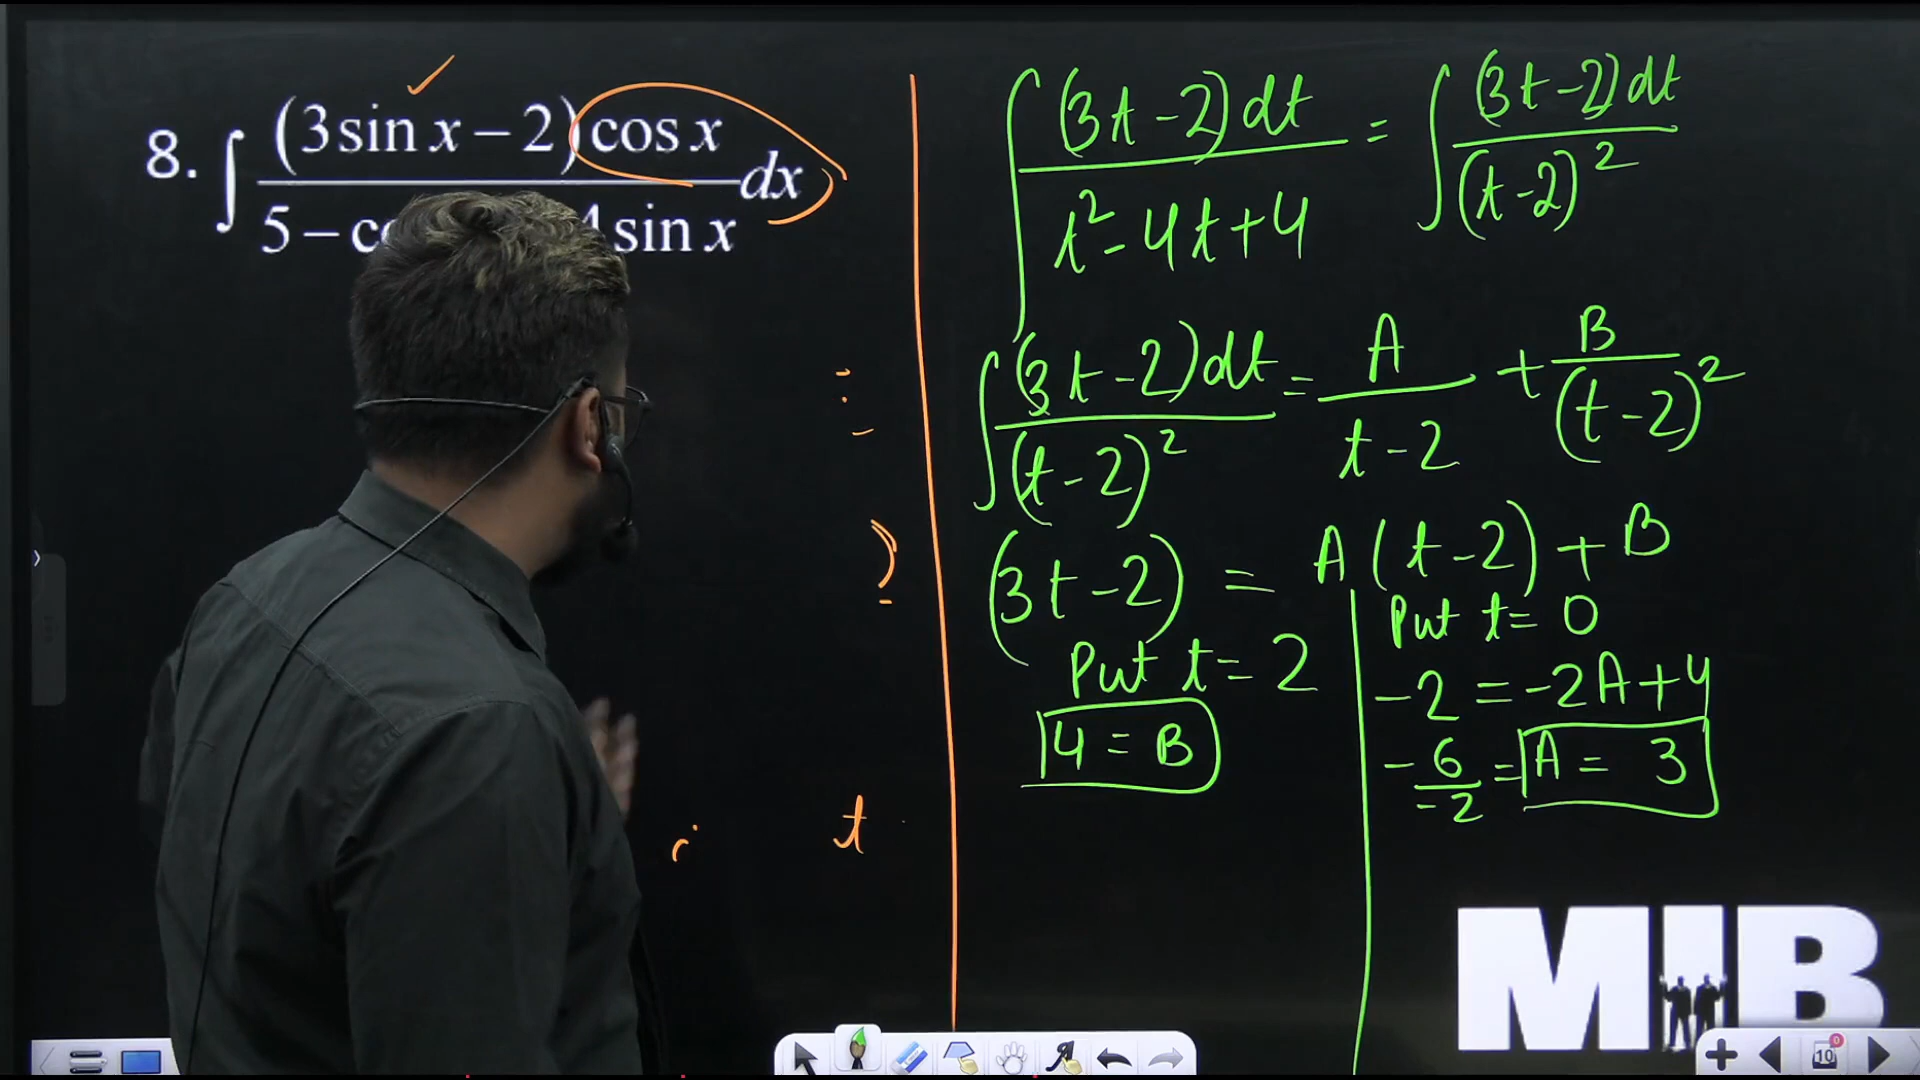 8. ∫ (3 sin x – 2) cos x / 5 – sin x dx
∫ (3t - 2) dt / t² - 4t + 4 = ∫ (3t - 2) dt / (t - 2)²
∫ (3t - 2) dt / (t - 2)² = A / t - 2 + B / (t - 2)²
(3t - 2) = A (t - 2) + B
Put t = 2
4 = B
Put t = 0
-2 = -2A + 4
-6 / -2 = A = 3
t
MIB
10
0